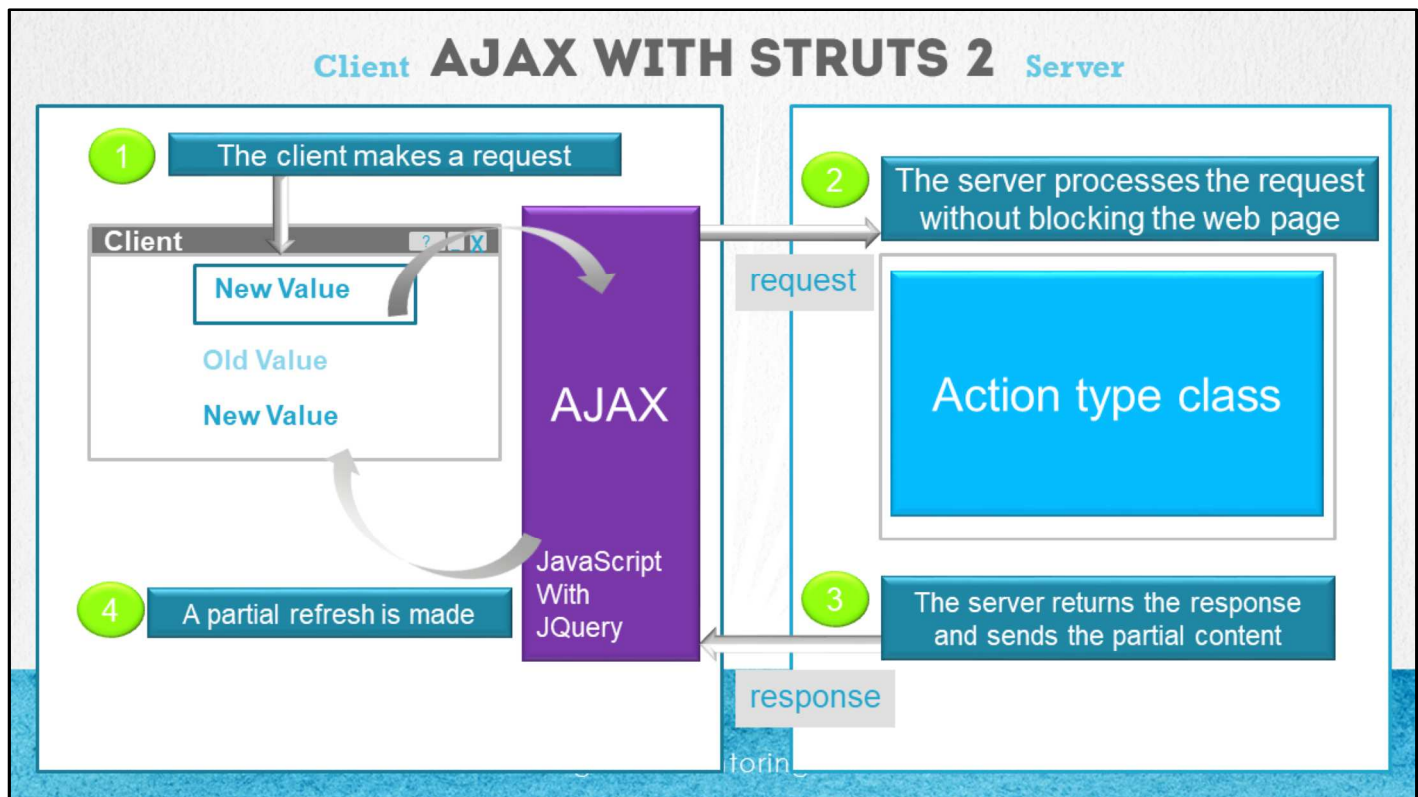 Client AJAX WITH STRUTS 2 Server
1
The client makes a request
Client
? _ X
New Value
Old Value
New Value
AJAX
JavaScript
With
JQuery
4
A partial refresh is made
request
2
The server processes the request
without blocking the web page
Action type class
3
The server returns the response
and sends the partial content
response